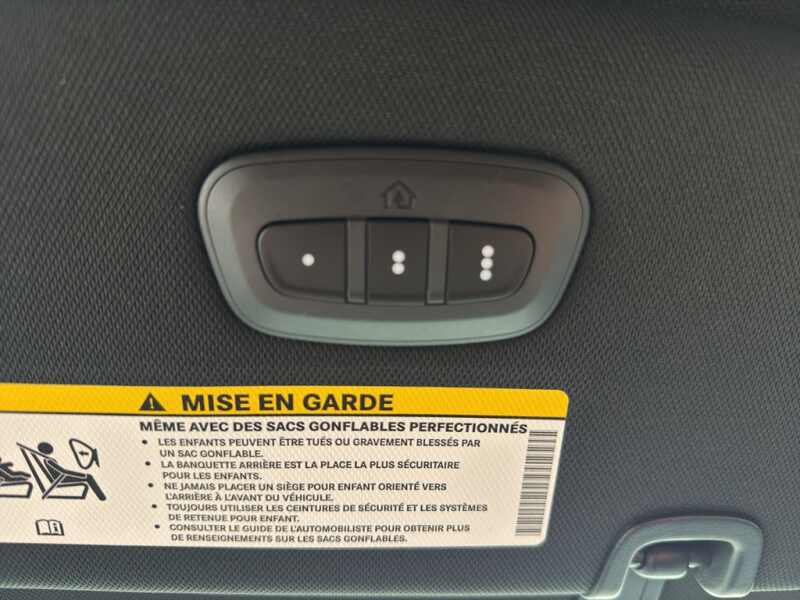 MISE EN GARDE
MÊME AVEC DES SACS GONFLABLES PERFECTIONNÉS
• LES ENFANTS PEUVENT ÊTRE TUÉS OU GRAVEMENT BLESSÉS PAR
UN SAC GONFLABLE.
• LA BANQUETTE ARRIÈRE EST LA PLACE LA PLUS SÉCURITAIRE
POUR LES ENFANTS.
• NE JAMAIS PLACER UN SIÈGE POUR ENFANT ORIENTÉ VERS
L'ARRIÈRE À L'AVANT DU VÉHICULE.
• TOUJOURS UTILISER LES CEINTURES DE SÉCURITÉ ET LES SYSTÈMES
DE RETENUE POUR ENFANT.
• CONSULTER LE GUIDE DE L'AUTOMOBILISTE POUR OBTENIR PLUS
DE RENSEIGNEMENTS SUR LES SACS GONFLABLES.